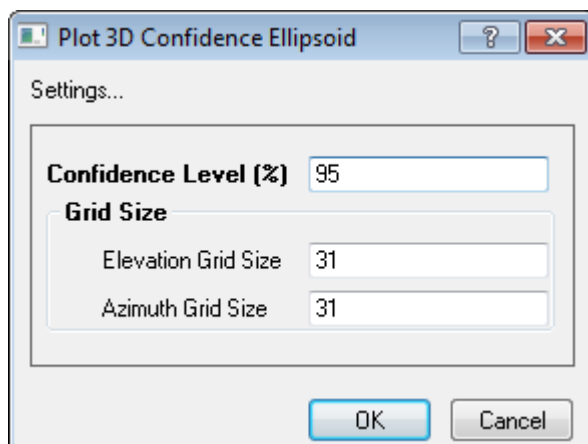 Plot 3D Confidence Ellipsoid
?
Settings...
Confidence Level (%) 95
Grid Size
Elevation Grid Size 31
Azimuth Grid Size 31
OK Cancel